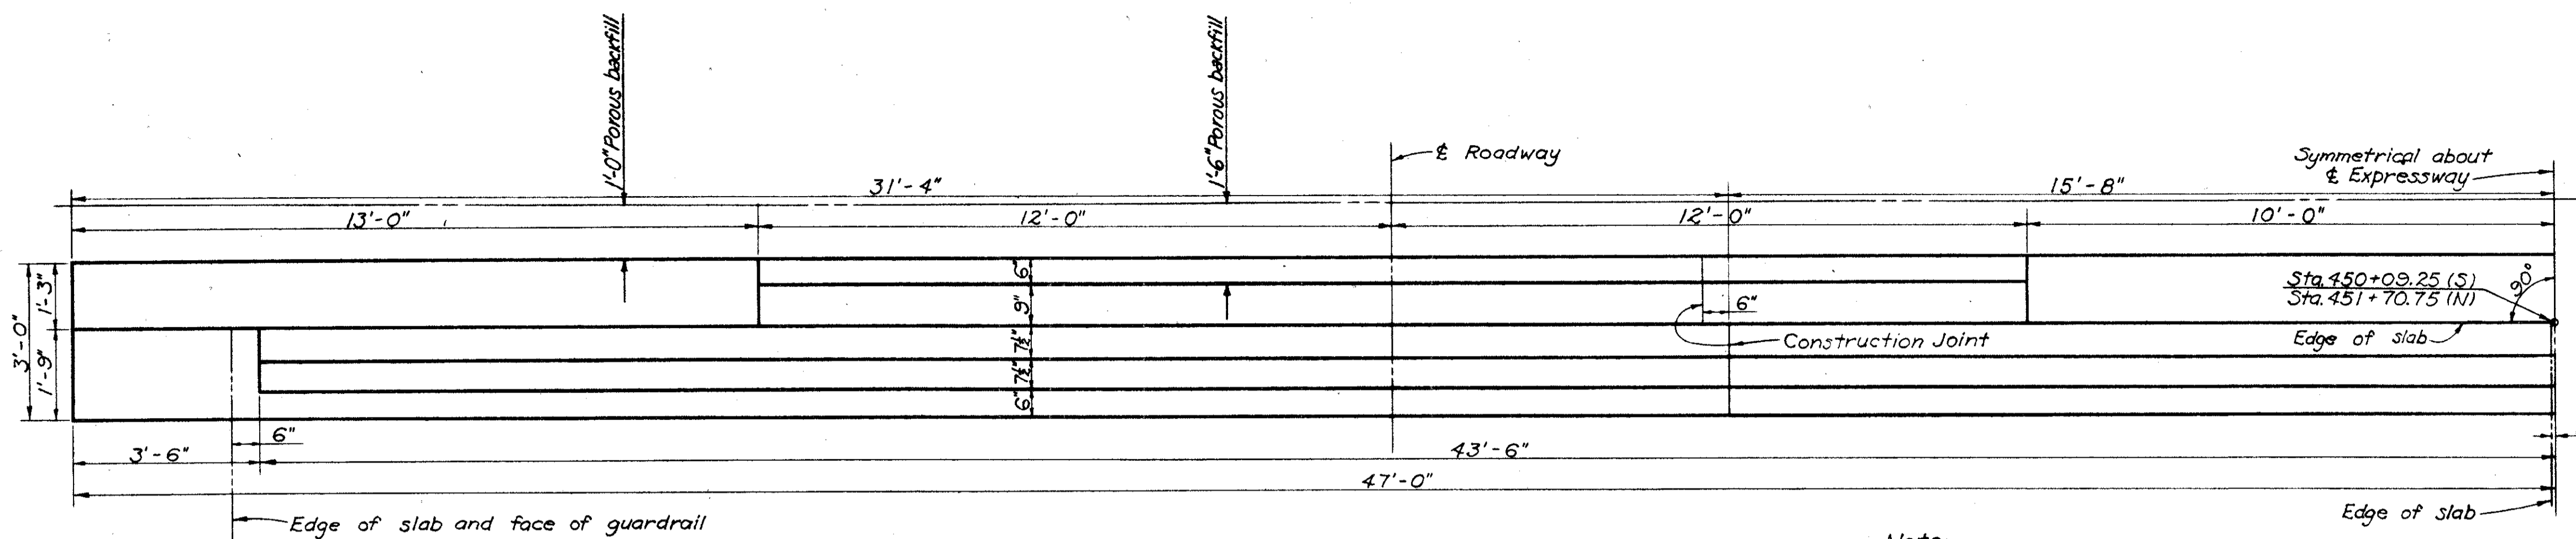 1'-0" Porous backfill
1'-6" Porous backfill
℄ Roadway
Symmetrical about
℄ Expressway
31'-4"
15'-8"
13'-0"
12'-0"
12'-0"
10'-0"
3'-0"
1'-3"
1'-9"
6"
9"
7½"
7½"
6"
6"
Construction Joint
Sta. 450+09.25 (S)
Sta. 451+70.75 (N)
90°
Edge of slab
6"
3'-6"
43'-6"
47'-0"
Edge of slab and face of guardrail
Edge of slab
Note